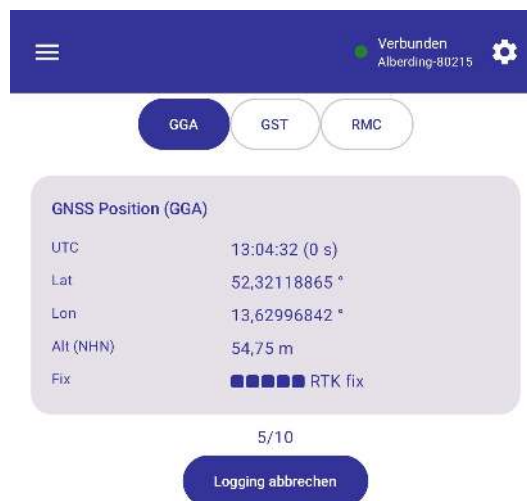 Verbunden
Alberding-80215
GGA GST RMC
GNSS Position (GGA)
UTC 13:04:32 (0 s)
Lat 52,32118865 °
Lon 13,62996842 °
Alt (NHN) 54,75 m
Fix RTK fix
5/10
Logging abbrechen